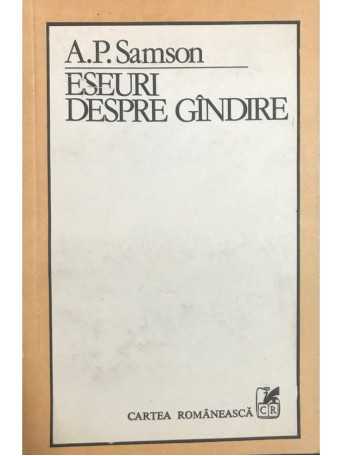 A.P. Samson
ESEURI
DESPRE GÎNDIRE
CARTEA ROMÂNEASCĂ
CR